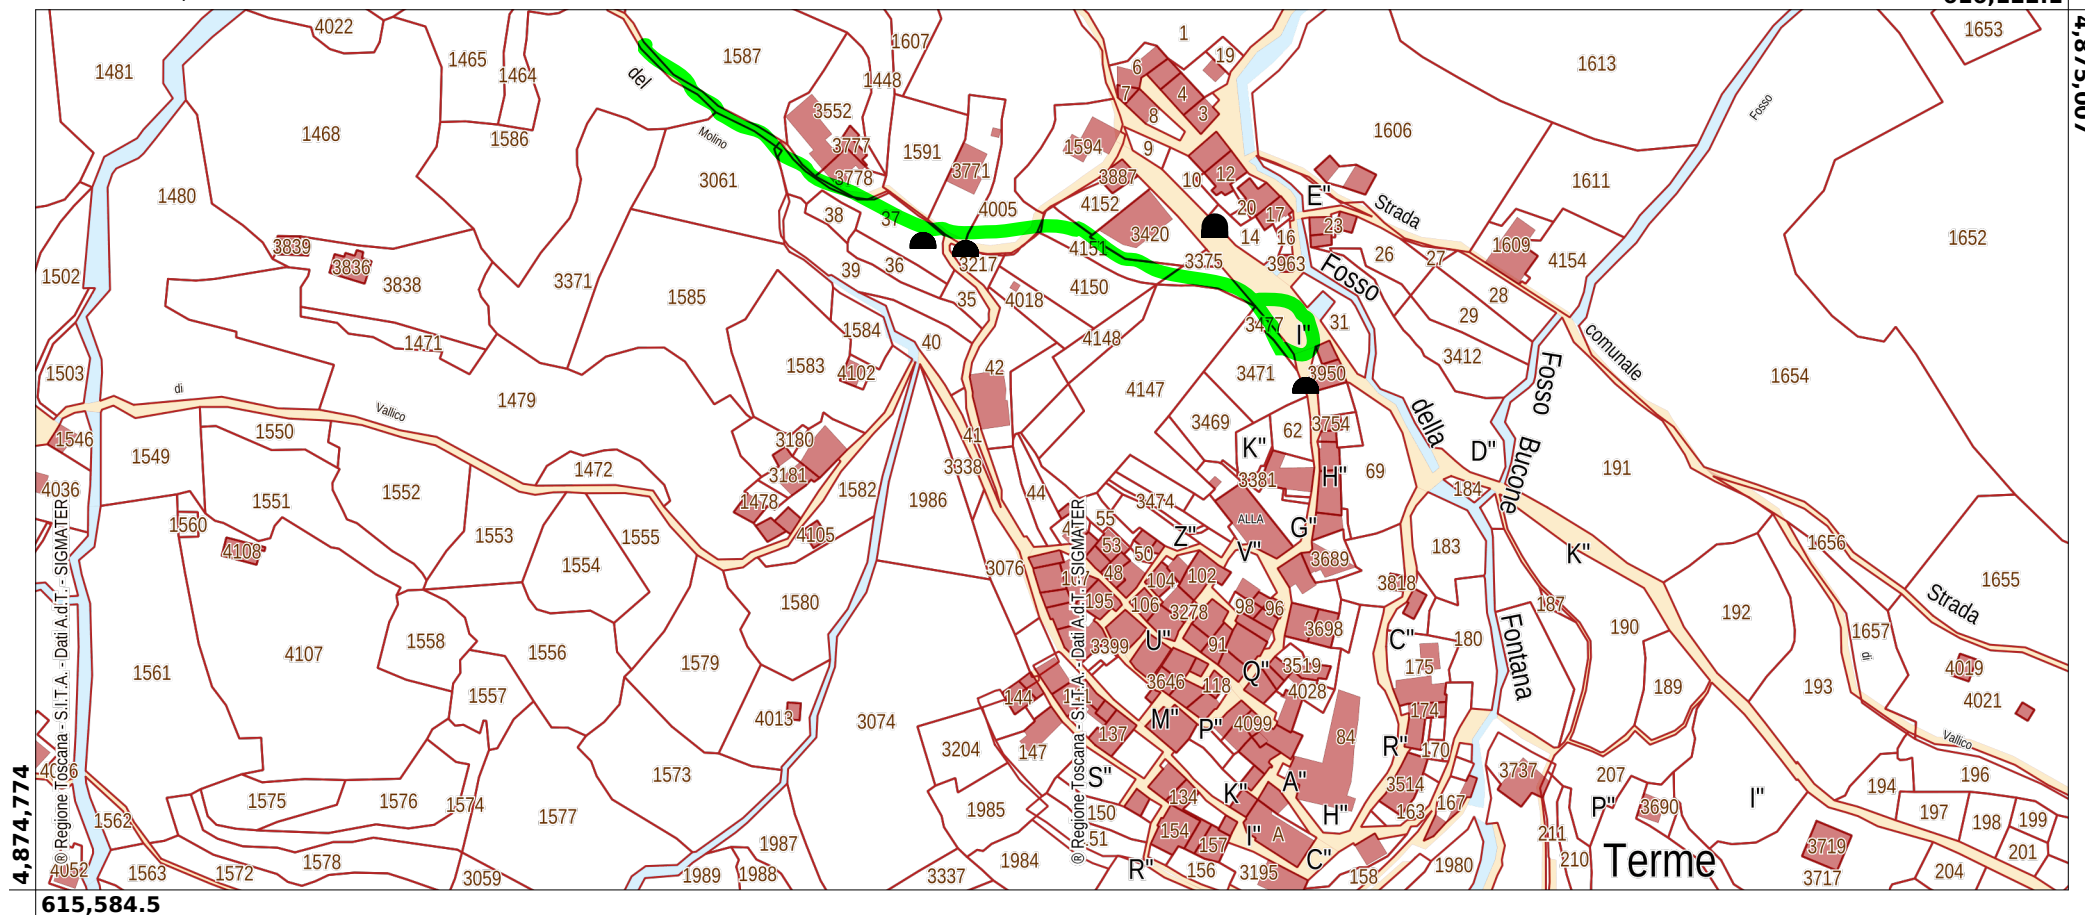 4,875,007
1 1653
4022 1607 19
1465 1587 1613
1481 1464 1448 6
del 7 4 3
3552 8 Fosso
1468 1586 Molino 3777 1591 1594 9 1606
3771 3778 3887 10 12 1611
1480 3061 38 37 4005 4152 20 17 E" Strada
3839 3420 14 16 23 1609 1652
3836 3838 3371 1585 39 36 3217 4151 3375 3963 26 27 4154
1502 35 4018 4150 Fosso 28
1471 1584 40 4148 3477 I" 31 29 comunale
1503 1583 4102 42 4147 3471 3950 3412 Fosso 1654
di Vallico 1479
1546 1550 3180 41 3469 62 3754 della
1549 1472 3338 K" D" Bucone 191
4036 1551 1552 3181 1478 1582 1986 44 3474 3381 H" 69 184
1560 1553 1555 4105 55 Z" ALLA G" V" 183 K" 1656
4108 1554 3076 53 50 48 104 102 3689 3818 1655
1580 195 106 3278 98 96 187 192 Strada
1561 4107 1558 1556 1579 3399 U" 91 3698 C" 180 Fontana 190 1657 di
1557 144 3646 118 Q" 3519 4028 175 189 193 4019
4013 3074 137 M" P" 4099 84 174 4021
3204 147 R" 170 Vallico
1573 S" 3737 207 194 196
1575 1576 1574 1985 150 134 K" A" 3514 167 P" 3690 I" 197 198 199
1562 1577 51 154 157 I" A H" 163 211 201
1578 1987 1984 R" C" 210 Terme 3719
4052 1563 1572 3059 1989 1988 3337 156 3195 158 1980 3717 204
® Regione Toscana - S.I.T.A. - Dati A.d.T. - SIGMATER
® Regione Toscana - S.I.T.A. - Dati A.d.T. - SIGMATER
4,874,774
615,584.5